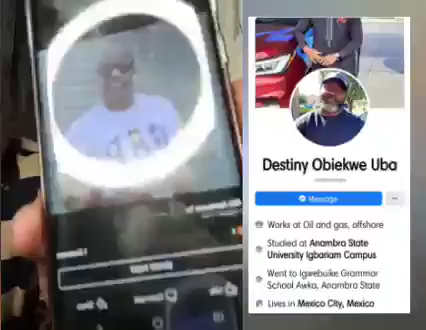 Destiny Obiekwe Uba
Message
Works at Oil and gas, offshore
Studied at Anambra State
University Igbariam Campus
Went to Igwebuike Grammar
School Awka, Anambra State
Lives in Mexico City, Mexico